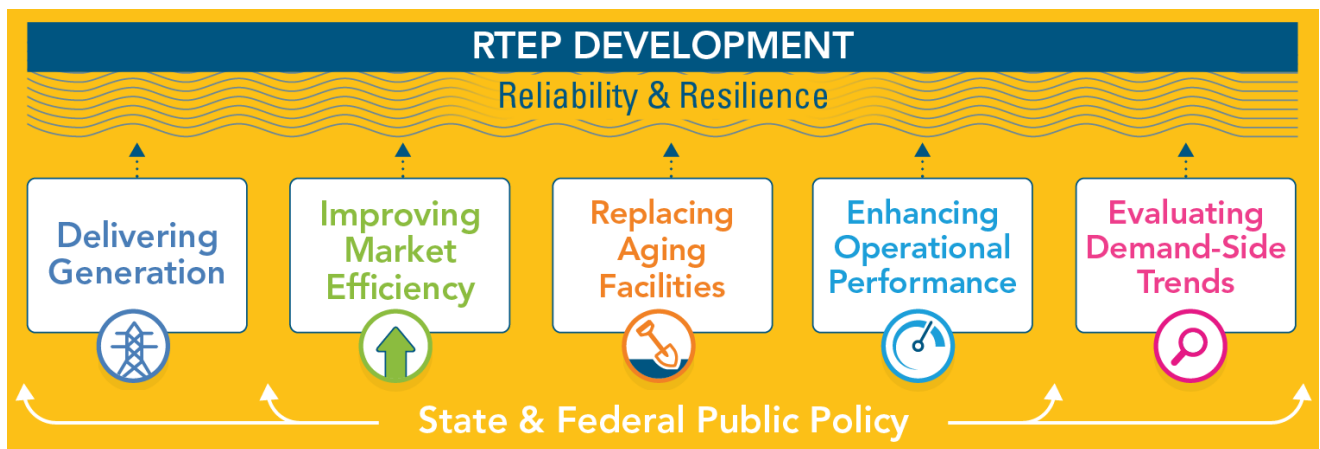 RTEP DEVELOPMENT
Reliability & Resilience
Delivering
Generation
Improving
Market
Efficiency
Replacing
Aging
Facilities
Enhancing
Operational
Performance
Evaluating
Demand-Side
Trends
State & Federal Public Policy